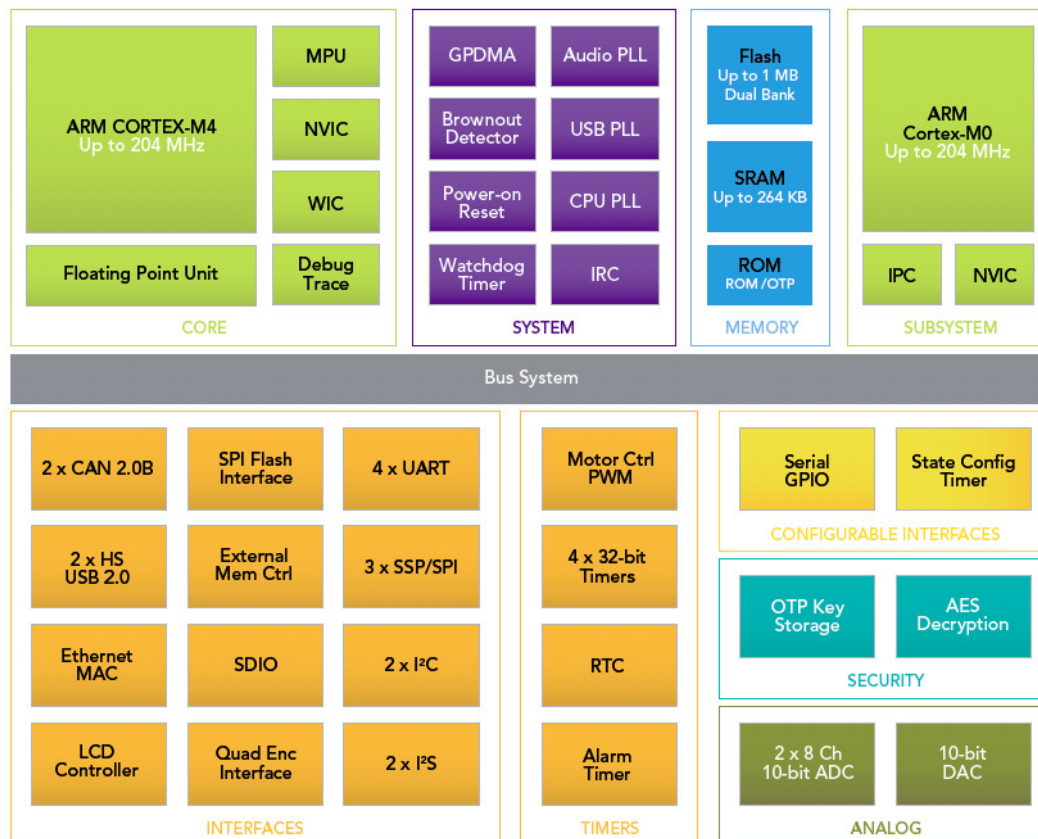 ARM CORTEX-M4
Up to 204 MHz
MPU
NVIC
WIC
Floating Point Unit
Debug
Trace
CORE
GPDMA
Audio PLL
Brownout
Detector
USB PLL
Power-on
Reset
CPU PLL
Watchdog
Timer
IRC
SYSTEM
Flash
Up to 1 MB
Dual Bank
SRAM
Up to 264 KB
ROM
ROM /OTP
MEMORY
ARM
Cortex-M0
Up to 204 MHz
IPC
NVIC
SUBSYSTEM
Bus System
2 x CAN 2.0B
SPI Flash
Interface
4 x UART
2 x HS
USB 2.0
External
Mem Ctrl
3 x SSP/SPI
Ethernet
MAC
SDIO
2 x I²C
LCD
Controller
Quad Enc
Interface
2 x I²S
INTERFACES
Motor Ctrl
PWM
4 x 32-bit
Timers
RTC
Alarm
Timer
TIMERS
Serial
GPIO
State Config
Timer
CONFIGURABLE INTERFACES
OTP Key
Storage
AES
Decryption
SECURITY
2 x 8 Ch
10-bit ADC
10-bit
DAC
ANALOG